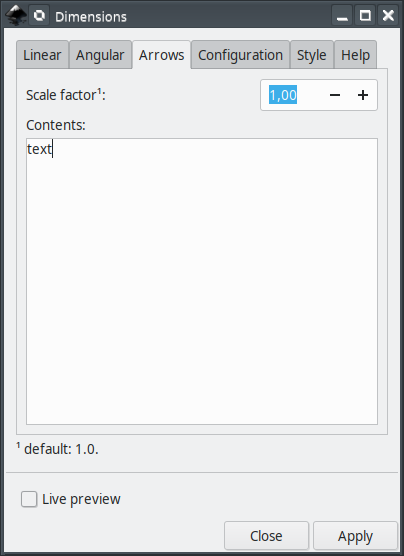 Dimensions
Linear Angular Arrows Configuration Style Help
Scale factor¹: 1,00
Contents:
text
¹ default: 1.0.
Live preview
Close Apply